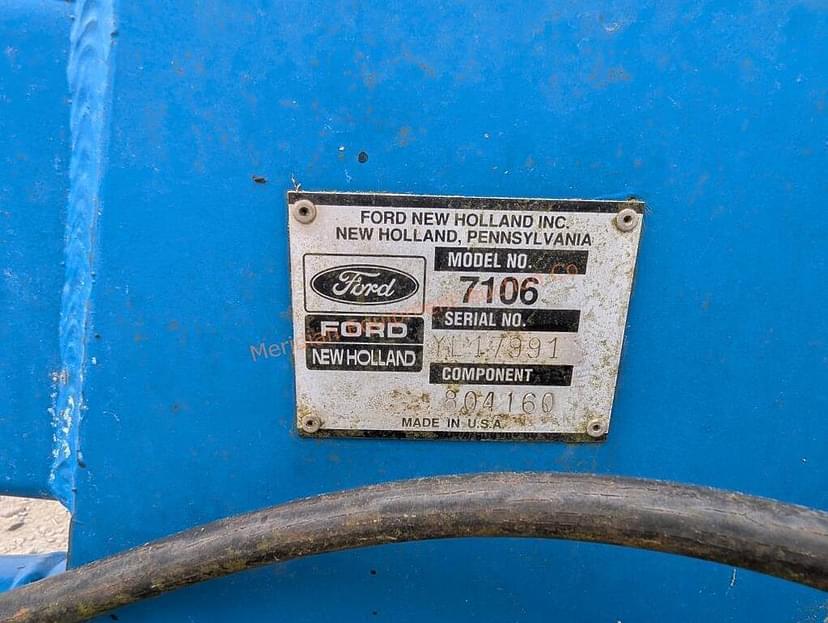 FORD NEW HOLLAND INC.
NEW HOLLAND, PENNSYLVANIA
MODEL NO.
7106
Ford
FORD
NEW HOLLAND
SERIAL NO.
YL17991
COMPONENT
804160
MADE IN U.S.A.